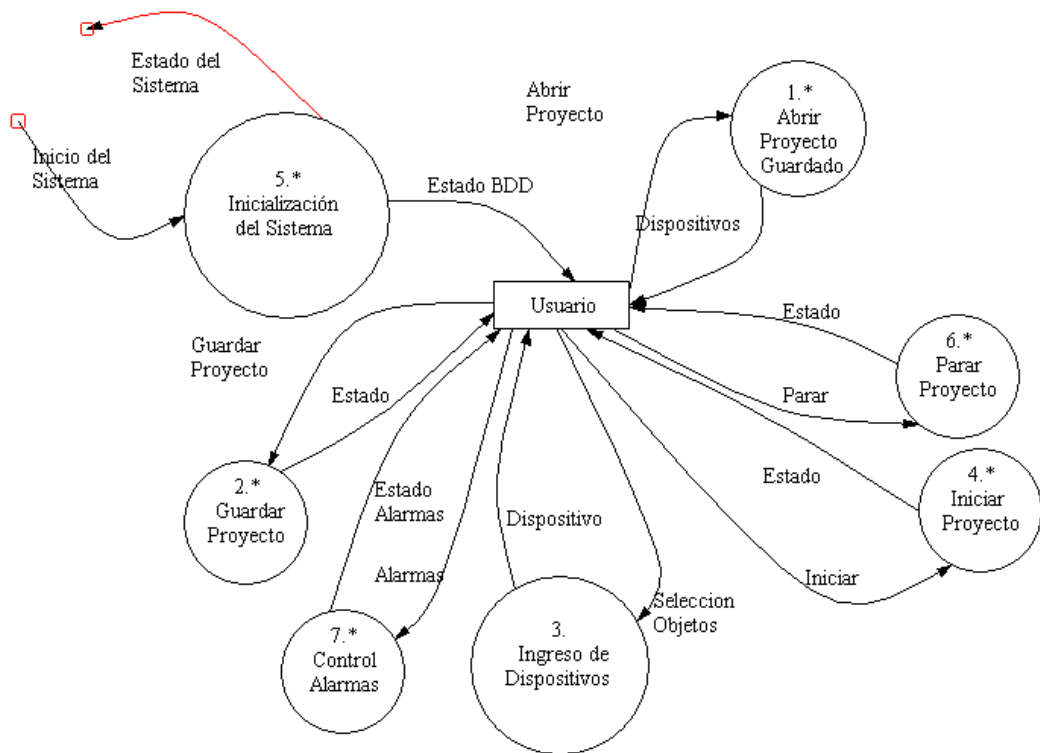 Estado del
Sistema
Inicio del
Sistema
5.*
Inicialización
del Sistema
Estado BDD
Abrir
Proyecto
1.*
Abrir
Proyecto
Guardado
Dispositivos
Usuario
Estado
6.*
Parar
Proyecto
Parar
Guardar
Proyecto
Estado
2.*
Guardar
Proyecto
Estado
Alarmas
Alarmas
7.*
Control
Alarmas
Dispositivo
3.
Ingreso de
Dispositivos
Seleccion
Objetos
Estado
4.*
Iniciar
Proyecto
Iniciar